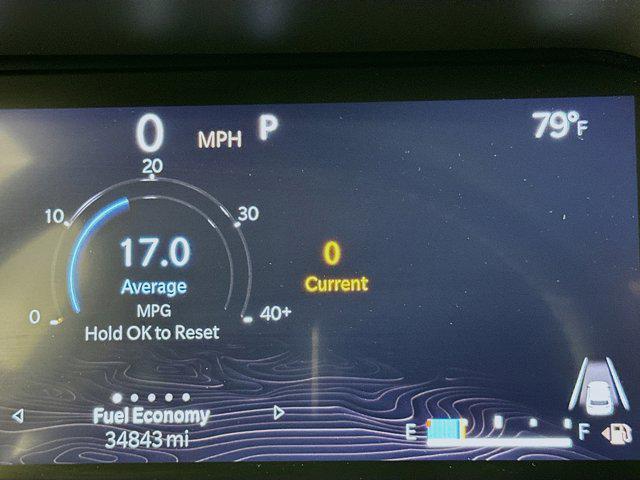 0 MPH P 79°F
20
10 30
17.0 0
Average Current
MPG
0 40+
Hold OK to Reset
Fuel Economy
34843 mi
E F